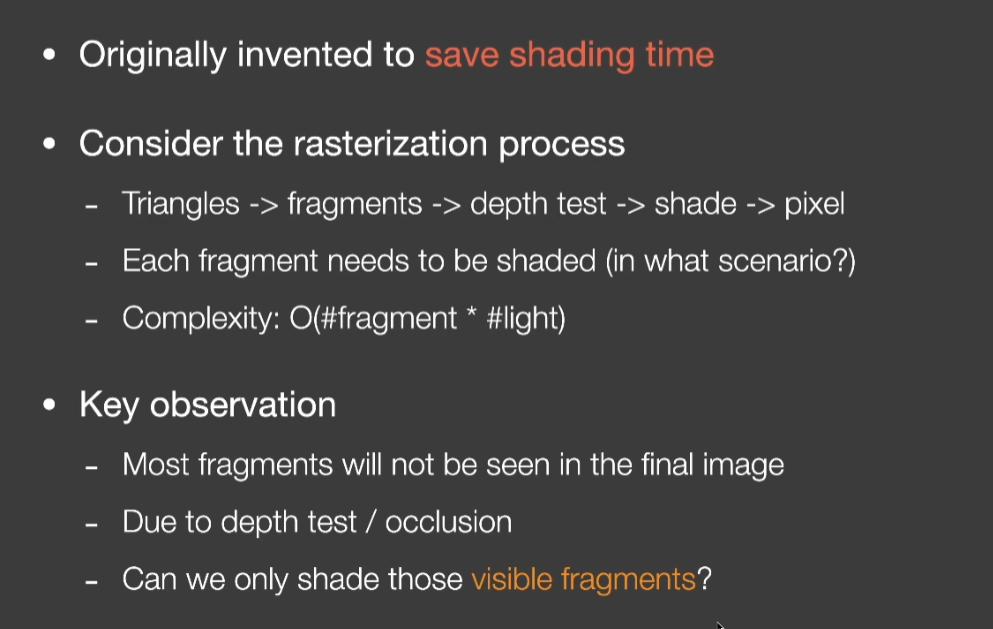 • Originally invented to save shading time
• Consider the rasterization process
- Triangles -> fragments -> depth test -> shade -> pixel
- Each fragment needs to be shaded (in what scenario?)
- Complexity: O(#fragment * #light)
• Key observation
- Most fragments will not be seen in the final image
- Due to depth test / occlusion
- Can we only shade those visible fragments?